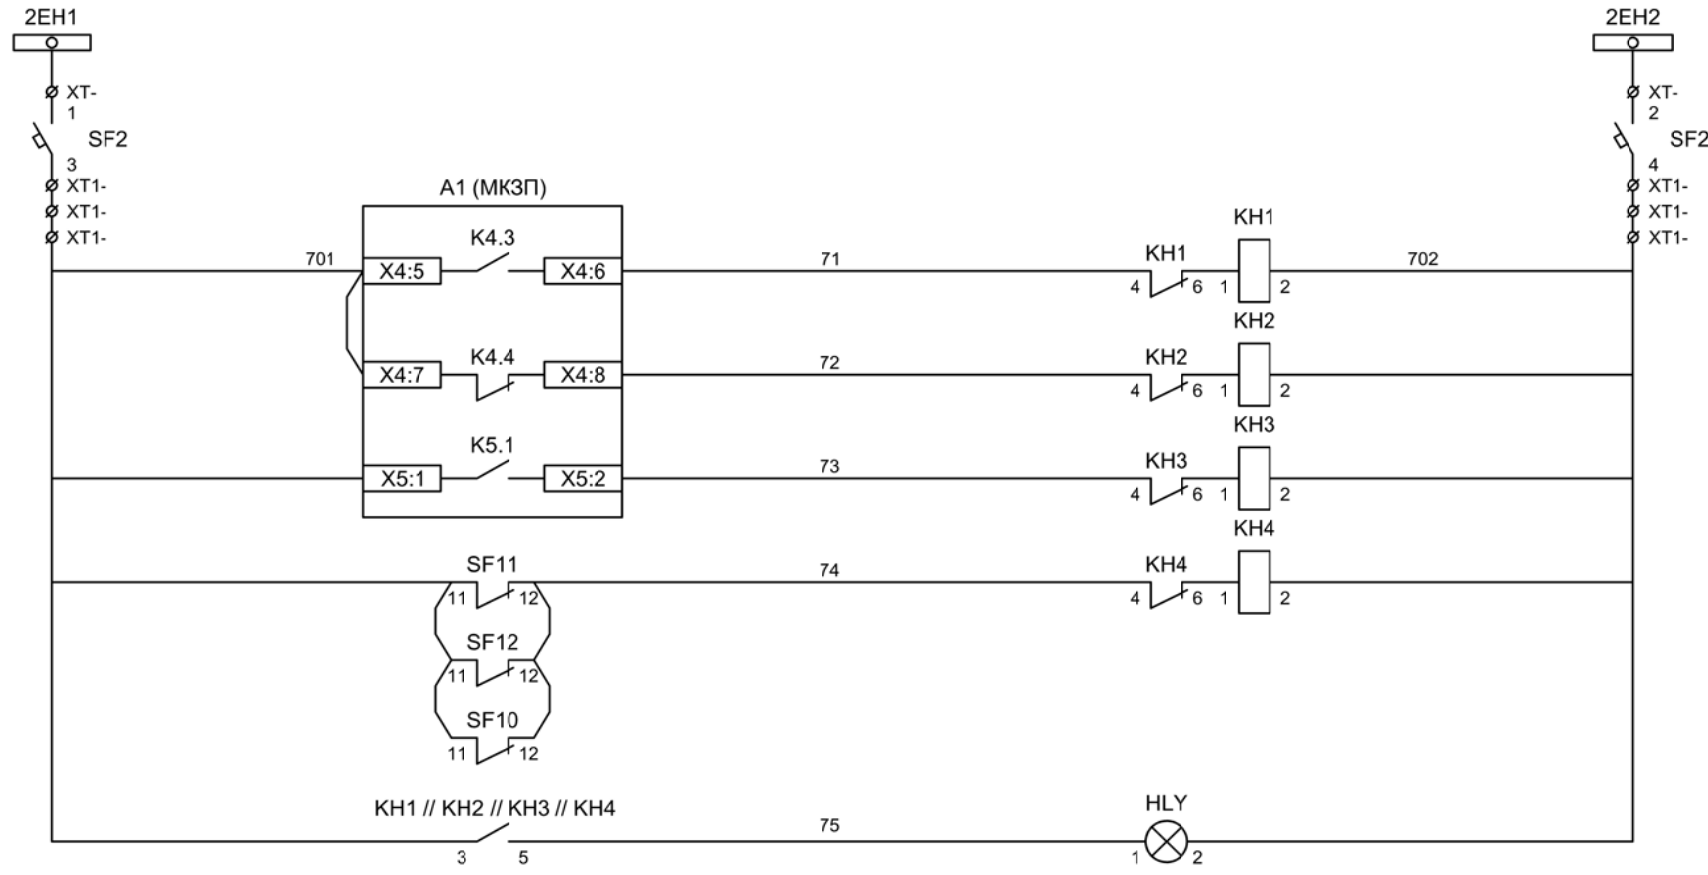 2EH1
2EH2
XT-
XT-
1
2
SF2
SF2
3
4
XT1-
XT1-
А1 (МКЗП)
XT1-
XT1-
KH1
XT1-
XT1-
K4.3
701
71
KH1
702
X4:5
X4:6
4
6
1
2
KH2
K4.4
72
KH2
X4:7
X4:8
4
6
1
2
KH3
K5.1
73
KH3
X5:1
X5:2
4
6
1
2
KH4
SF11
74
KH4
11
12
4
6
1
2
SF12
11
12
SF10
11
12
KH1 // KH2 // KH3 // KH4
75
HLY
3
5
1
2